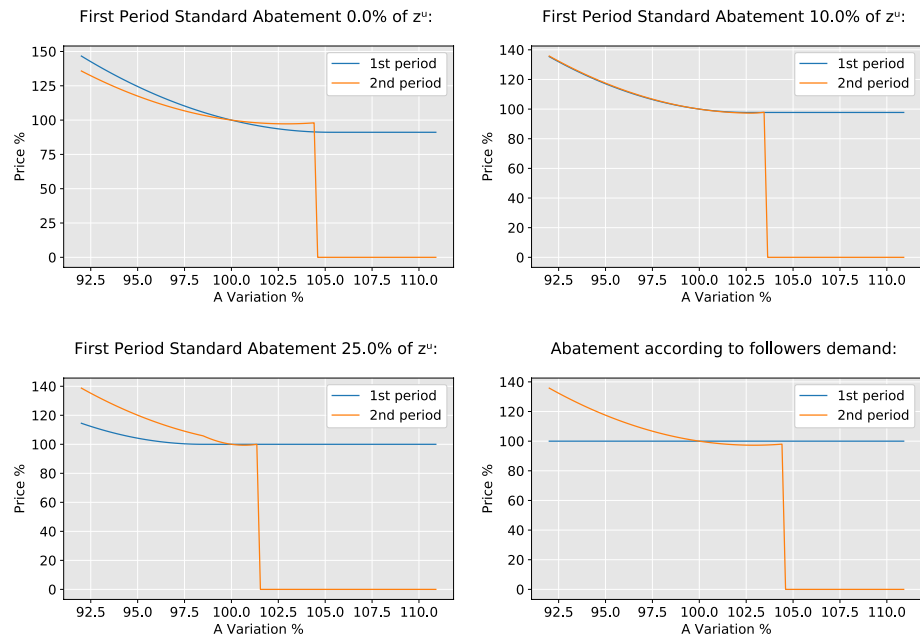 First Period Standard Abatement 0.0% of zᵘ:
150
125
100
75
50
25
0
Price %
1st period
2nd period
92.5 95.0 97.5 100.0 102.5 105.0 107.5 110.0
A Variation %
First Period Standard Abatement 10.0% of zᵘ:
140
120
100
80
60
40
20
0
Price %
1st period
2nd period
92.5 95.0 97.5 100.0 102.5 105.0 107.5 110.0
A Variation %
First Period Standard Abatement 25.0% of zᵘ:
140
120
100
80
60
40
20
0
Price %
1st period
2nd period
92.5 95.0 97.5 100.0 102.5 105.0 107.5 110.0
A Variation %
Abatement according to followers demand:
140
120
100
80
60
40
20
0
Price %
1st period
2nd period
92.5 95.0 97.5 100.0 102.5 105.0 107.5 110.0
A Variation %